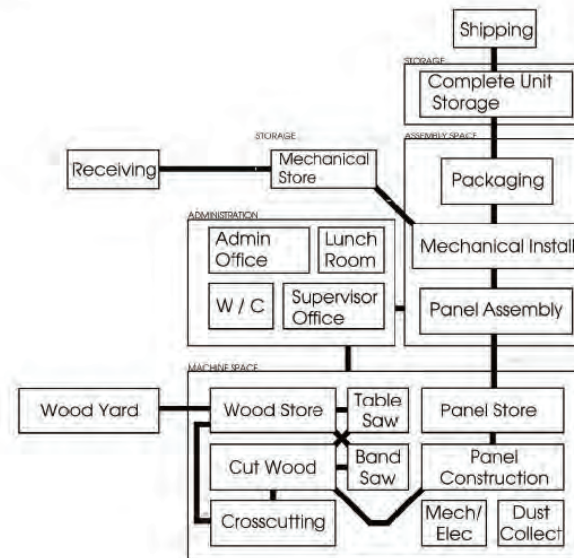 Shipping
STORAGE
Complete Unit
Storage
STORAGE
ASSEMBLY SPACE
Receiving
Mechanical
Store
Packaging
ADMINISTRATION
Admin
Office
Lunch
Room
Mechanical Install
W / C
Supervisor
Office
Panel Assembly
MACHINE SPACE
Wood Yard
Wood Store
Table
Saw
Panel Store
Cut Wood
Band
Saw
Panel
Construction
Crosscutting
Mech/
Elec
Dust
Collect